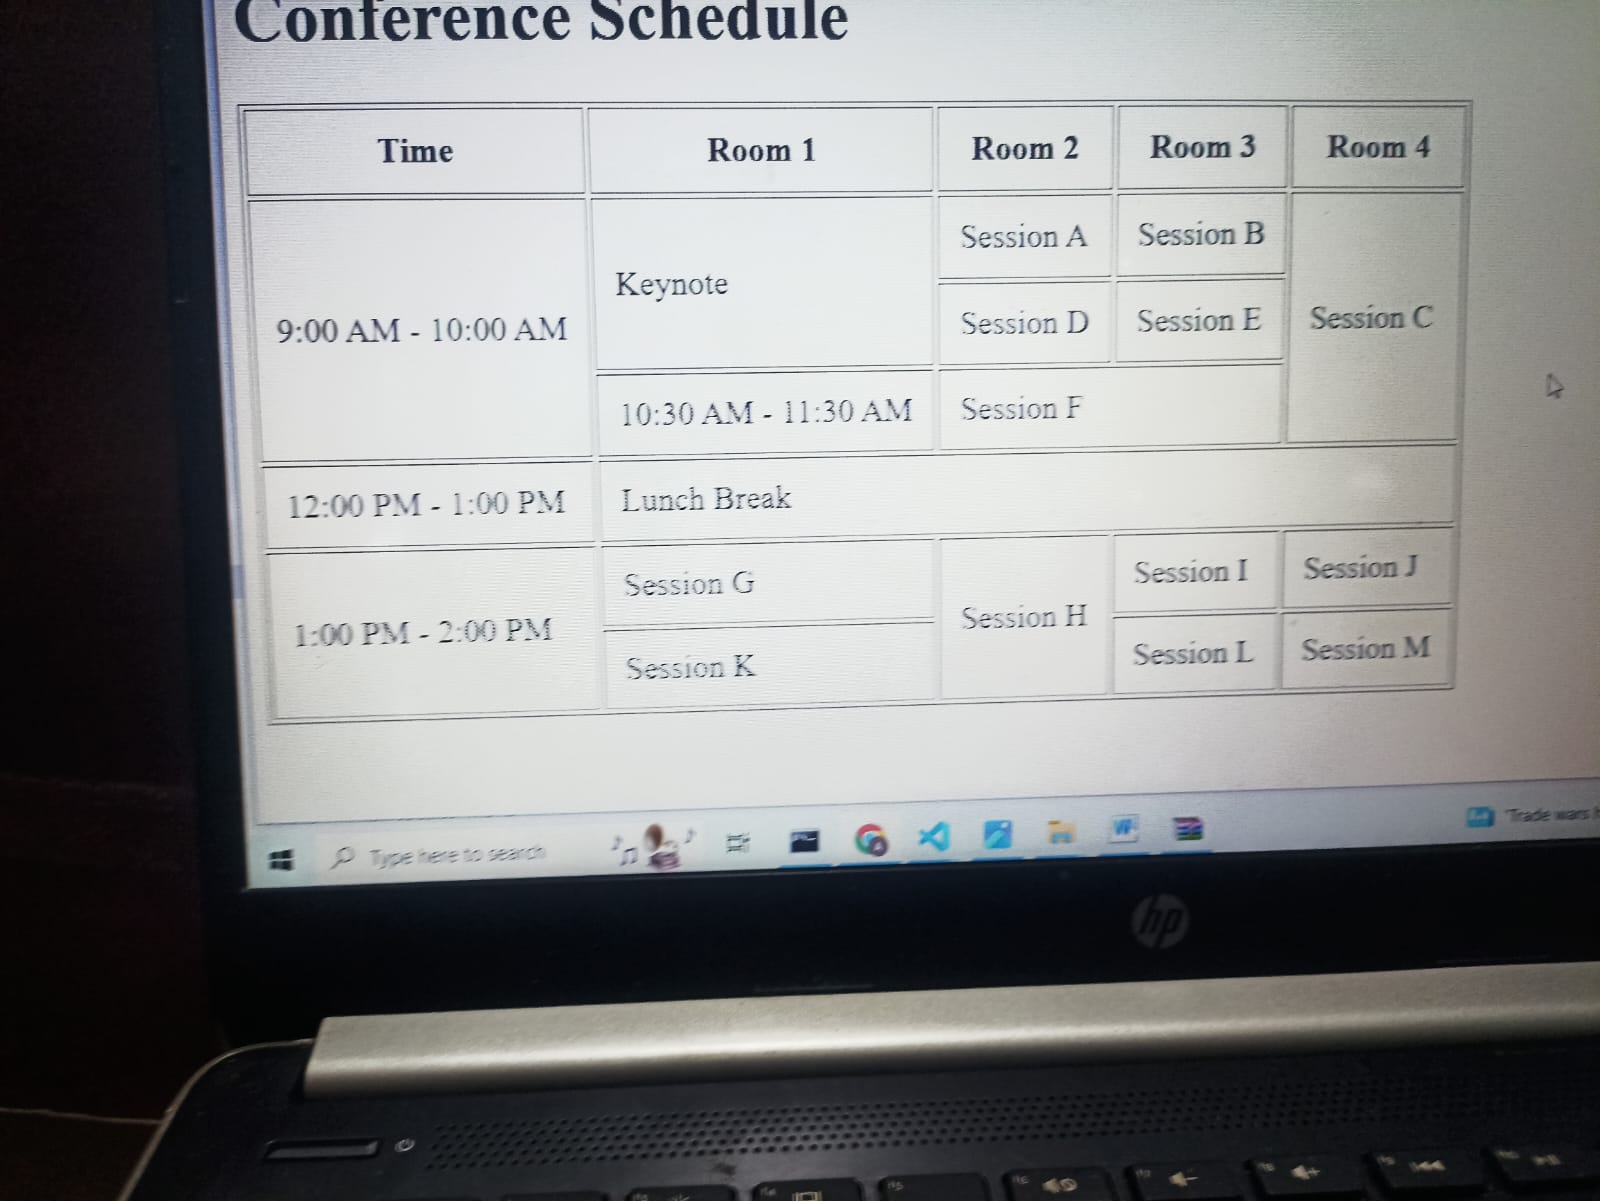 Conference Schedule
Time Room 1 Room 2 Room 3 Room 4
9:00 AM - 10:00 AM Keynote Session A Session B Session C
Session D Session E
10:30 AM - 11:30 AM Session F
12:00 PM - 1:00 PM Lunch Break
1:00 PM - 2:00 PM Session G Session H Session I Session J
Session K Session L Session M
Type here to search
Trade wars
hp